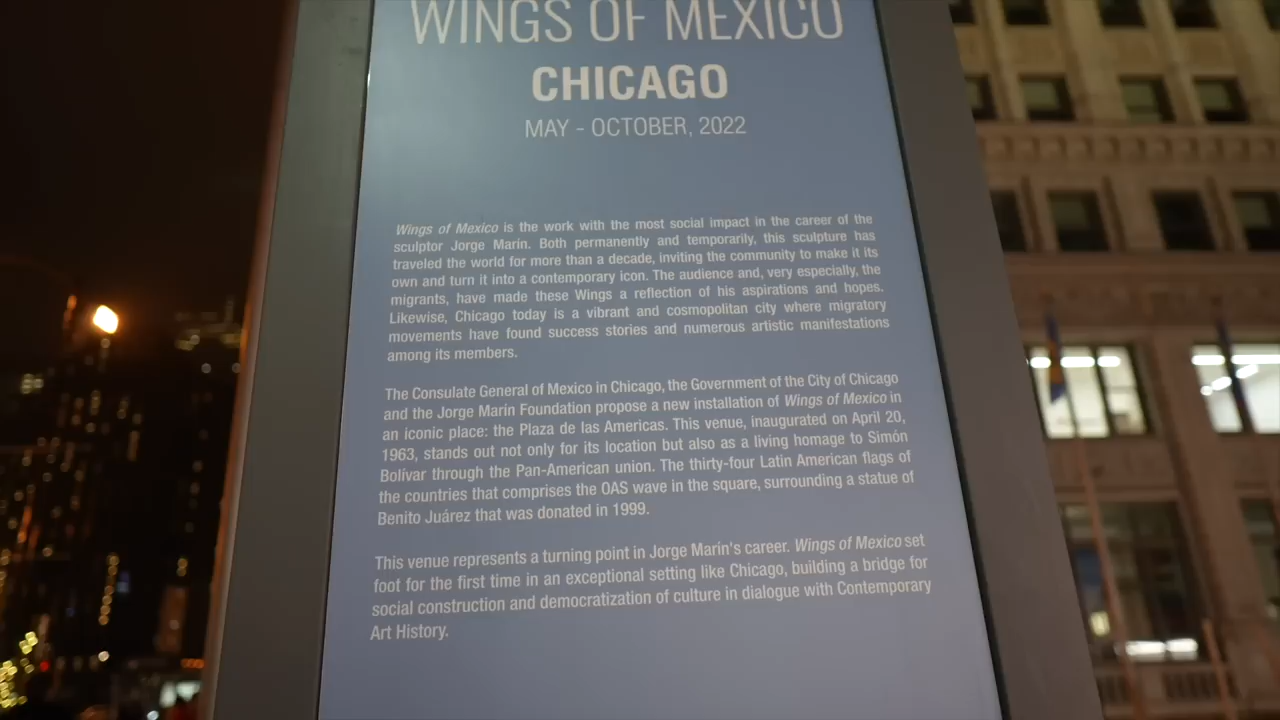 WINGS OF MEXICO
CHICAGO
MAY - OCTOBER, 2022
Wings of Mexico is the work with the most social impact in the career of the
sculptor Jorge Marín. Both permanently and temporarily, this sculpture has
traveled the world for more than a decade, inviting the community to make it its
own and turn it into a contemporary icon. The audience and, very especially, the
migrants, have made these Wings a reflection of his aspirations and hopes.
Likewise, Chicago today is a vibrant and cosmopolitan city where migratory
movements have found success stories and numerous artistic manifestations
among its members.
The Consulate General of Mexico in Chicago, the Government of the City of Chicago
and the Jorge Marín Foundation propose a new installation of Wings of Mexico in
an iconic place: the Plaza de las Americas. This venue, inaugurated on April 20,
1963, stands out not only for its location but also as a living homage to Simón
Bolívar through the Pan-American union. The thirty-four Latin American flags of
the countries that comprises the OAS wave in the square, surrounding a statue of
Benito Juárez that was donated in 1999.
This venue represents a turning point in Jorge Marín's career. Wings of Mexico set
foot for the first time in an exceptional setting like Chicago, building a bridge for
social construction and democratization of culture in dialogue with Contemporary
Art History.